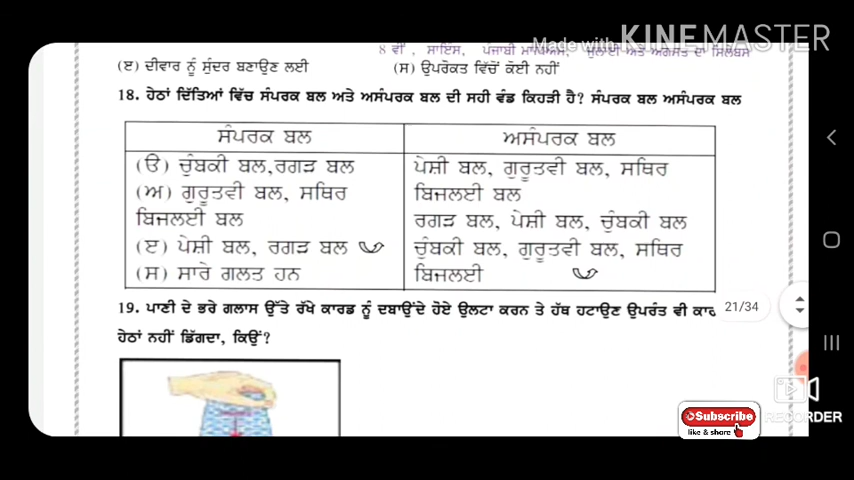 Made with KINEMASTER
8 ਵੀਂ , ਸਾਇੰਸ, ਪੰਜਾਬੀ ਮਾਧਿਅਮ, ਜੁਲਾਈ ਅਤੇ ਅਗਸਤ ਦਾ ਸਿਲੇਬਸ
(ੲ) ਦੀਵਾਰ ਨੂੰ ਸੁੰਦਰ ਬਣਾਉਣ ਲਈ (ਸ) ਉਪਰੋਕਤ ਵਿੱਚੋਂ ਕੋਈ ਨਹੀਂ
18. ਹੇਠਾਂ ਦਿੱਤਿਆਂ ਵਿੱਚ ਸੰਪਰਕ ਬਲ ਅਤੇ ਅਸੰਪਰਕ ਬਲ ਦੀ ਸਹੀ ਵੰਡ ਕਿਹੜੀ ਹੈ? ਸੰਪਰਕ ਬਲ ਅਸੰਪਰਕ ਬਲ
ਸੰਪਰਕ ਬਲ ਅਸੰਪਰਕ ਬਲ
(ੳ) ਚੁੰਬਕੀ ਬਲ,ਰਗੜ ਬਲ ਪੇਸ਼ੀ ਬਲ, ਗੁਰੂਤਵੀ ਬਲ, ਸਥਿਰ
(ਅ) ਗੁਰੂਤਵੀ ਬਲ, ਸਥਿਰ ਬਿਜਲਈ ਬਲ
ਬਿਜਲਈ ਬਲ ਰਗੜ ਬਲ, ਪੇਸ਼ੀ ਬਲ, ਚੁੰਬਕੀ ਬਲ
(ੲ) ਪੇਸ਼ੀ ਬਲ, ਰਗੜ ਬਲ ਚੁੰਬਕੀ ਬਲ, ਗੁਰੂਤਵੀ ਬਲ, ਸਥਿਰ
(ਸ) ਸਾਰੇ ਗਲਤ ਹਨ ਬਿਜਲਈ
19. ਪਾਣੀ ਦੇ ਭਰੇ ਗਲਾਸ ਉੱਤੇ ਰੱਖੇ ਕਾਰਡ ਨੂੰ ਦਬਾਉਂਦੇ ਹੋਏ ਉਲਟਾ ਕਰਨ ਤੇ ਹੱਥ ਹਟਾਉਣ ਉਪਰੰਤ ਵੀ
21/34
ਹੇਠਾਂ ਨਹੀਂ ਡਿੱਗਦਾ, ਕਿਉਂ?
Subscribe
like & share
RECORDER